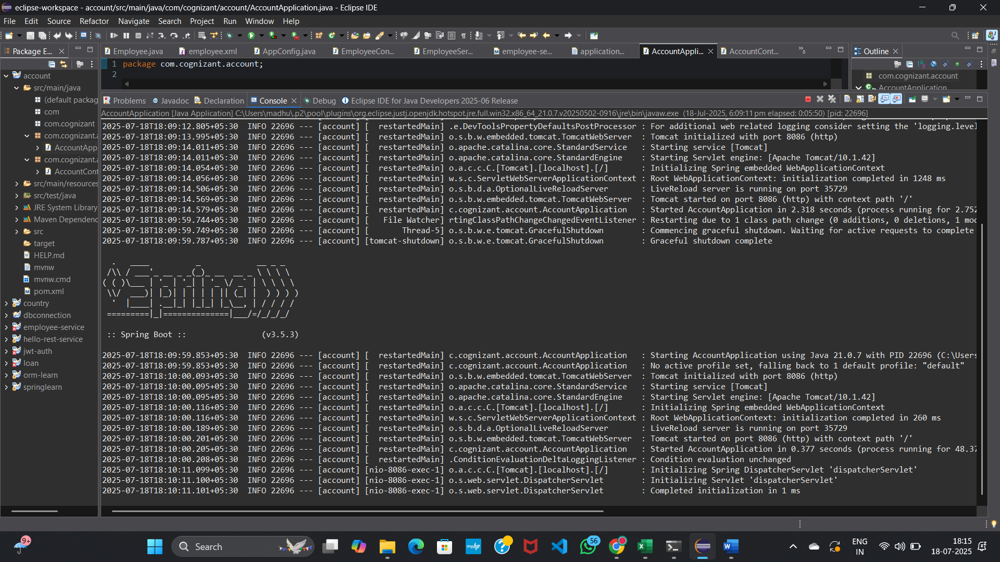 eclipse-workspace - account/src/main/java/com/cognizant/account/AccountApplication.java - Eclipse IDE
File Edit Source Refactor Navigate Search Project Run Window Help
Package E...
Employee.java employee.xml AppConfig.java EmployeeCon... EmployeeSer... employee-se... application... AccountAppli... AccountCont... »8
Outline
1 package com.cognizant.account;
2
com.cognizant.account
AccountApplication
account
src/main/java
(default packag
com
com.cognizant
com.cognizant.a
AccountApp
com.cognizant.a
AccountCont
src/main/resources
src/test/java
JRE System Library
Maven Dependenc
src
target
HELP.md
mvnw
mvnw.cmd
pom.xml
country
dbconnection
employee-service
hello-rest-service
jwt-auth
loan
orm-learn
springlearn
Problems Javadoc Declaration Console Debug Eclipse IDE for Java Developers 2025-06 Release
AccountApplication [Java Application] C:\Users\madhu\.p2\pool\plugins\org.eclipse.justj.openjdk.hotspot.jre.full.win32.x86_64_21.0.7.v20250502-0916\jre\bin\javaw.exe (18-Jul-2025, 6:09:11 pm elapsed: 0:05:50) [pid: 22696]
2025-07-18T18:09:12.805+05:30  INFO 22696 --- [account] [  restartedMain] .e.DevToolsPropertyDefaultsPostProcessor : For additional web related logging consider setting the 'logging.level
2025-07-18T18:09:13.995+05:30  INFO 22696 --- [account] [  restartedMain] o.s.b.w.embedded.tomcat.TomcatWebServer  : Tomcat initialized with port 8086 (http)
2025-07-18T18:09:14.011+05:30  INFO 22696 --- [account] [  restartedMain] o.apache.catalina.core.StandardService   : Starting service [Tomcat]
2025-07-18T18:09:14.011+05:30  INFO 22696 --- [account] [  restartedMain] o.apache.catalina.core.StandardEngine    : Starting Servlet engine: [Apache Tomcat/10.1.42]
2025-07-18T18:09:14.054+05:30  INFO 22696 --- [account] [  restartedMain] o.a.c.c.C.[Tomcat].[localhost].[/]       : Initializing Spring embedded WebApplicationContext
2025-07-18T18:09:14.056+05:30  INFO 22696 --- [account] [  restartedMain] w.s.c.ServletWebServerApplicationContext : Root WebApplicationContext: initialization completed in 1248 ms
2025-07-18T18:09:14.506+05:30  INFO 22696 --- [account] [  restartedMain] o.s.b.d.a.OptionalLiveReloadServer       : LiveReload server is running on port 35729
2025-07-18T18:09:14.569+05:30  INFO 22696 --- [account] [  restartedMain] o.s.b.w.embedded.tomcat.TomcatWebServer  : Tomcat started on port 8086 (http) with context path '/'
2025-07-18T18:09:14.579+05:30  INFO 22696 --- [account] [  restartedMain] c.cognizant.account.AccountApplication   : Started AccountApplication in 2.318 seconds (process running for 2.752
2025-07-18T18:09:59.744+05:30  INFO 22696 --- [account] [   File Watcher] rtingClassPathChangeChangedEventListener : Restarting due to 1 class path change (0 additions, 0 deletions, 1 mod
2025-07-18T18:09:59.749+05:30  INFO 22696 --- [account] [       Thread-5] o.s.b.w.e.tomcat.GracefulShutdown        : Commencing graceful shutdown. Waiting for active requests to complete
2025-07-18T18:09:59.787+05:30  INFO 22696 --- [account] [tomcat-shutdown] o.s.b.w.e.tomcat.GracefulShutdown        : Graceful shutdown complete
Spring
:: Spring Boot ::                (v3.5.3)
2025-07-18T18:09:59.853+05:30  INFO 22696 --- [account] [  restartedMain] c.cognizant.account.AccountApplication   : Starting AccountApplication using Java 21.0.7 with PID 22696 (C:\Users
2025-07-18T18:09:59.853+05:30  INFO 22696 --- [account] [  restartedMain] c.cognizant.account.AccountApplication   : No active profile set, falling back to 1 default profile: "default"
2025-07-18T18:10:00.093+05:30  INFO 22696 --- [account] [  restartedMain] o.s.b.w.embedded.tomcat.TomcatWebServer  : Tomcat initialized with port 8086 (http)
2025-07-18T18:10:00.095+05:30  INFO 22696 --- [account] [  restartedMain] o.apache.catalina.core.StandardService   : Starting service [Tomcat]
2025-07-18T18:10:00.095+05:30  INFO 22696 --- [account] [  restartedMain] o.apache.catalina.core.StandardEngine    : Starting Servlet engine: [Apache Tomcat/10.1.42]
2025-07-18T18:10:00.116+05:30  INFO 22696 --- [account] [  restartedMain] o.a.c.c.C.[Tomcat].[localhost].[/]       : Initializing Spring embedded WebApplicationContext
2025-07-18T18:10:00.116+05:30  INFO 22696 --- [account] [  restartedMain] w.s.c.ServletWebServerApplicationContext : Root WebApplicationContext: initialization completed in 260 ms
2025-07-18T18:10:00.189+05:30  INFO 22696 --- [account] [  restartedMain] o.s.b.d.a.OptionalLiveReloadServer       : LiveReload server is running on port 35729
2025-07-18T18:10:00.201+05:30  INFO 22696 --- [account] [  restartedMain] o.s.b.w.embedded.tomcat.TomcatWebServer  : Tomcat started on port 8086 (http) with context path '/'
2025-07-18T18:10:00.205+05:30  INFO 22696 --- [account] [  restartedMain] c.cognizant.account.AccountApplication   : Started AccountApplication in 0.377 seconds (process running for 48.37
2025-07-18T18:10:00.208+05:30  INFO 22696 --- [account] [  restartedMain] .ConditionEvaluationDeltaLoggingListener : Condition evaluation unchanged
2025-07-18T18:10:11.099+05:30  INFO 22696 --- [account] [nio-8086-exec-1] o.a.c.c.C.[Tomcat].[localhost].[/]       : Initializing Spring DispatcherServlet 'dispatcherServlet'
2025-07-18T18:10:11.100+05:30  INFO 22696 --- [account] [nio-8086-exec-1] o.s.web.servlet.DispatcherServlet        : Initializing Servlet 'dispatcherServlet'
2025-07-18T18:10:11.101+05:30  INFO 22696 --- [account] [nio-8086-exec-1] o.s.web.servlet.DispatcherServlet        : Completed initialization in 1 ms
9+
Search
myhp
56
ENG
IN
18:15
18-07-2025